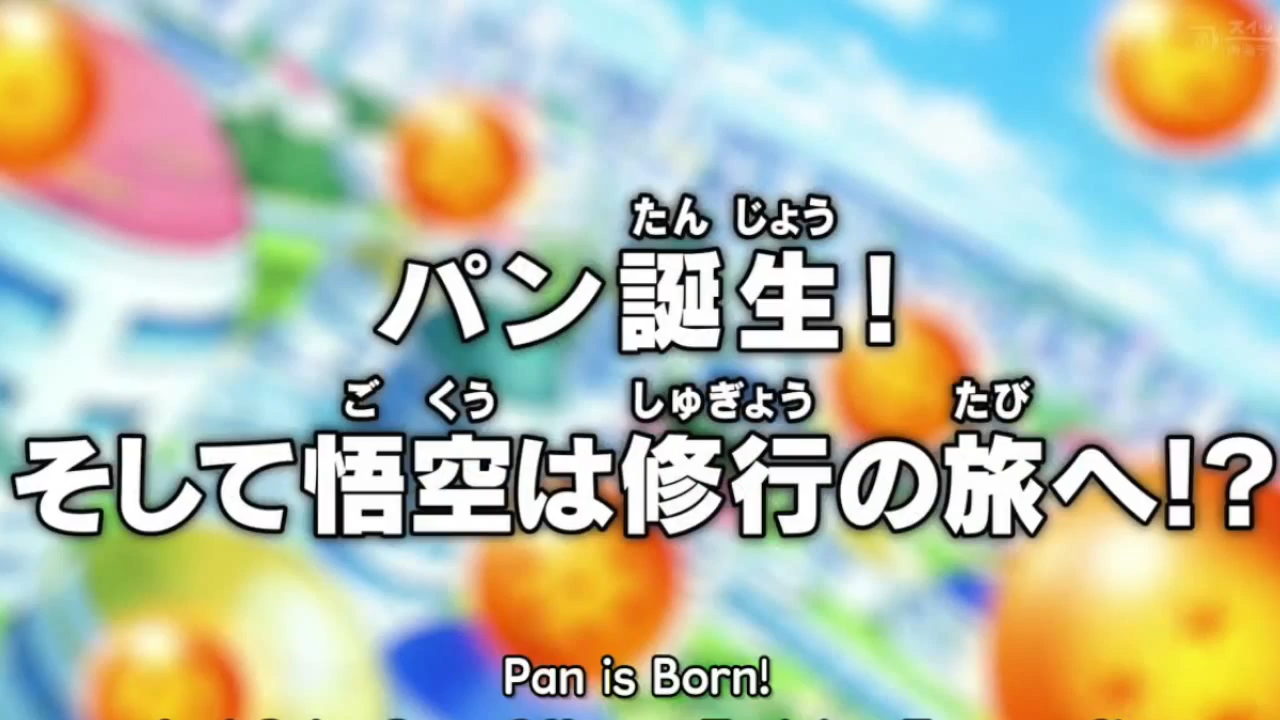 たんじょう
パン誕生!
ごくう しゅぎょう たび
そして悟空は修行の旅へ!?
Pan is Born!